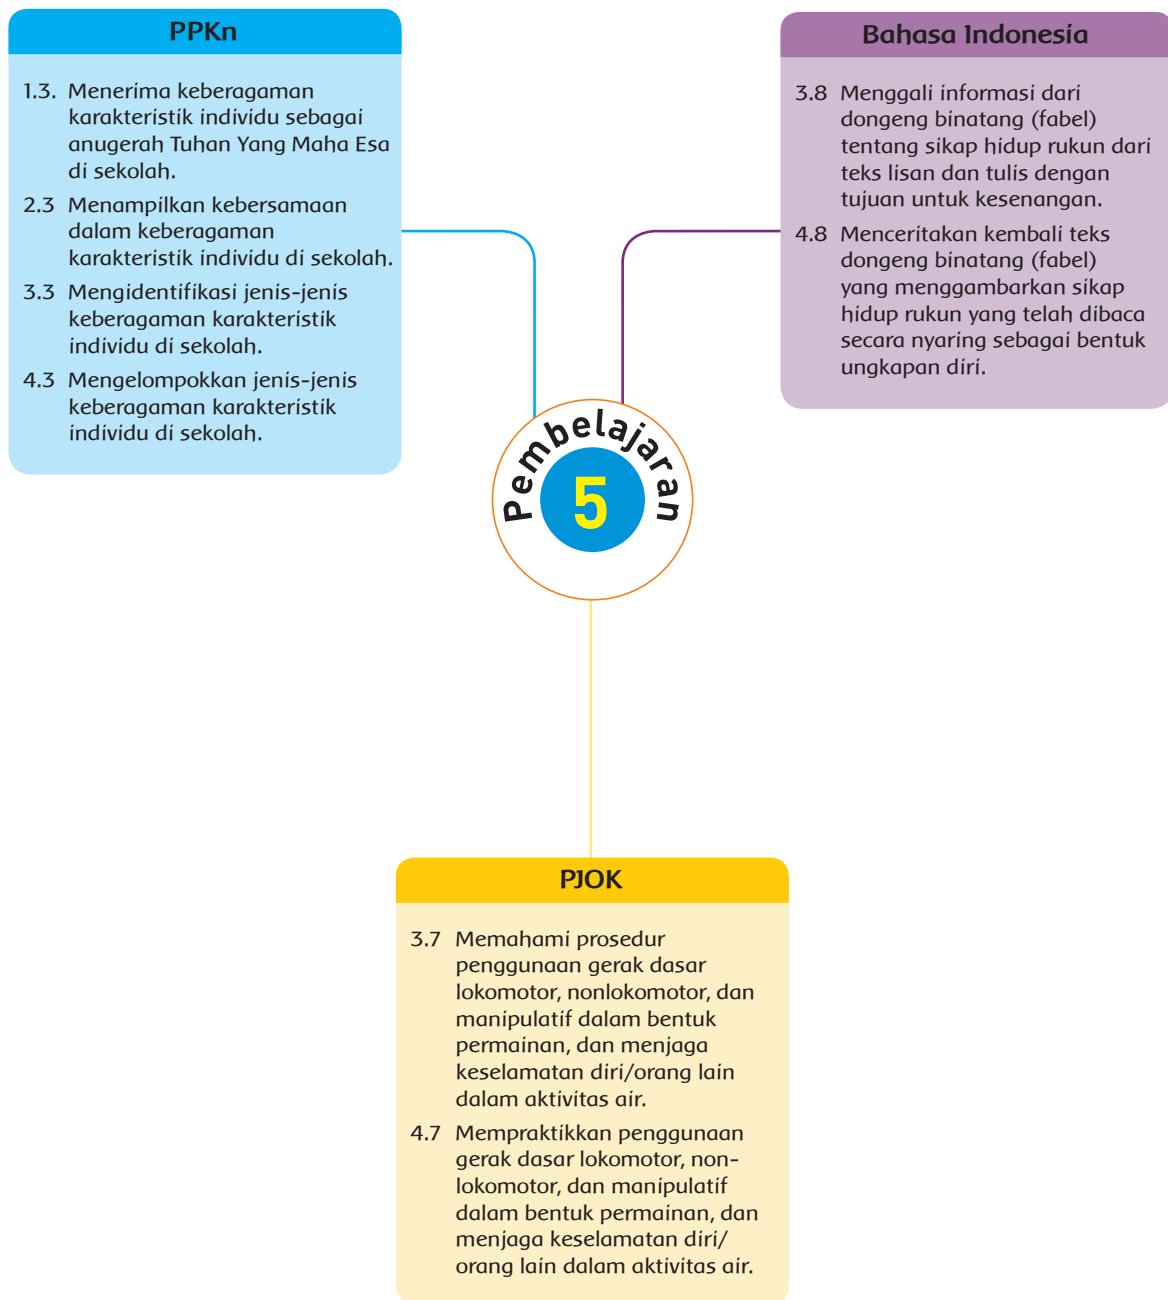 PPKn
1.3. Menerima keberagaman
karakteristik individu sebagai
anugerah Tuhan Yang Maha Esa
di sekolah.
2.3 Menampilkan kebersamaan
dalam keberagaman
karakteristik individu di sekolah.
3.3 Mengidentifikasi jenis-jenis
keberagaman karakteristik
individu di sekolah.
4.3 Mengelompokkan jenis-jenis
keberagaman karakteristik
individu di sekolah.
Bahasa Indonesia
3.8 Menggali informasi dari
dongeng binatang (fabel)
tentang sikap hidup rukun dari
teks lisan dan tulis dengan
tujuan untuk kesenangan.
4.8 Menceritakan kembali teks
dongeng binatang (fabel)
yang menggambarkan sikap
hidup rukun yang telah dibaca
secara nyaring sebagai bentuk
ungkapan diri.
Pembelajaran
5
PJOK
3.7 Memahami prosedur
penggunaan gerak dasar
lokomotor, nonlokomotor, dan
manipulatif dalam bentuk
permainan, dan menjaga
keselamatan diri/orang lain
dalam aktivitas air.
4.7 Mempraktikkan penggunaan
gerak dasar lokomotor, non-
lokomotor, dan manipulatif
dalam bentuk permainan, dan
menjaga keselamatan diri/
orang lain dalam aktivitas air.